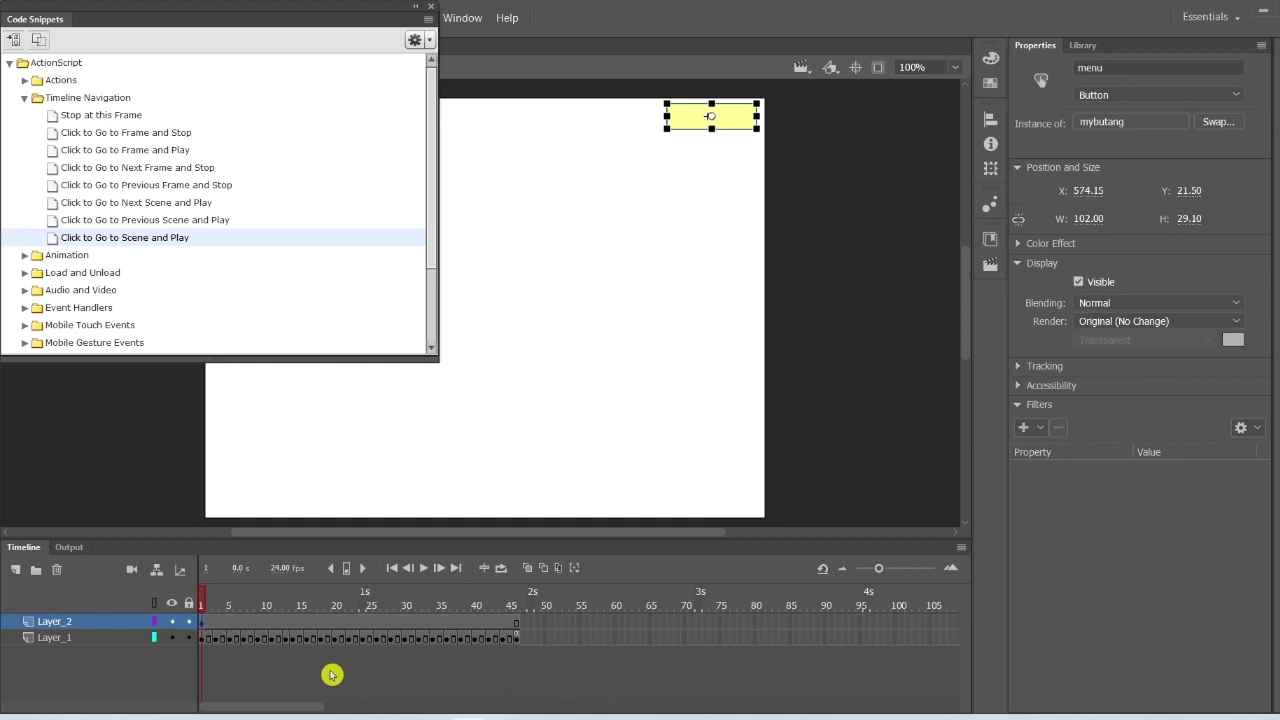 Code Snippets
Window Help
Essentials
ActionScript
Actions
Timeline Navigation
Stop at this Frame
Click to Go to Frame and Stop
Click to Go to Frame and Play
Click to Go to Next Frame and Stop
Click to Go to Previous Frame and Stop
Click to Go to Next Scene and Play
Click to Go to Previous Scene and Play
Click to Go to Scene and Play
Animation
Load and Unload
Audio and Video
Event Handlers
Mobile Touch Events
Mobile Gesture Events
100%
Properties Library
menu
Button
Instance of: mybutang Swap...
Position and Size
X: 574.15 Y: 21.50
W: 102.00 H: 29.10
Color Effect
Display
Visible
Blending: Normal
Render: Original (No Change)
Transparent
Tracking
Accessibility
Filters
Property Value
Timeline Output
1 0.0 s 24.00 fps
1s 2s 3s 4s
1 5 10 15 20 25 30 35 40 45 50 55 60 65 70 75 80 85 90 95 100 105
Layer_2
Layer_1